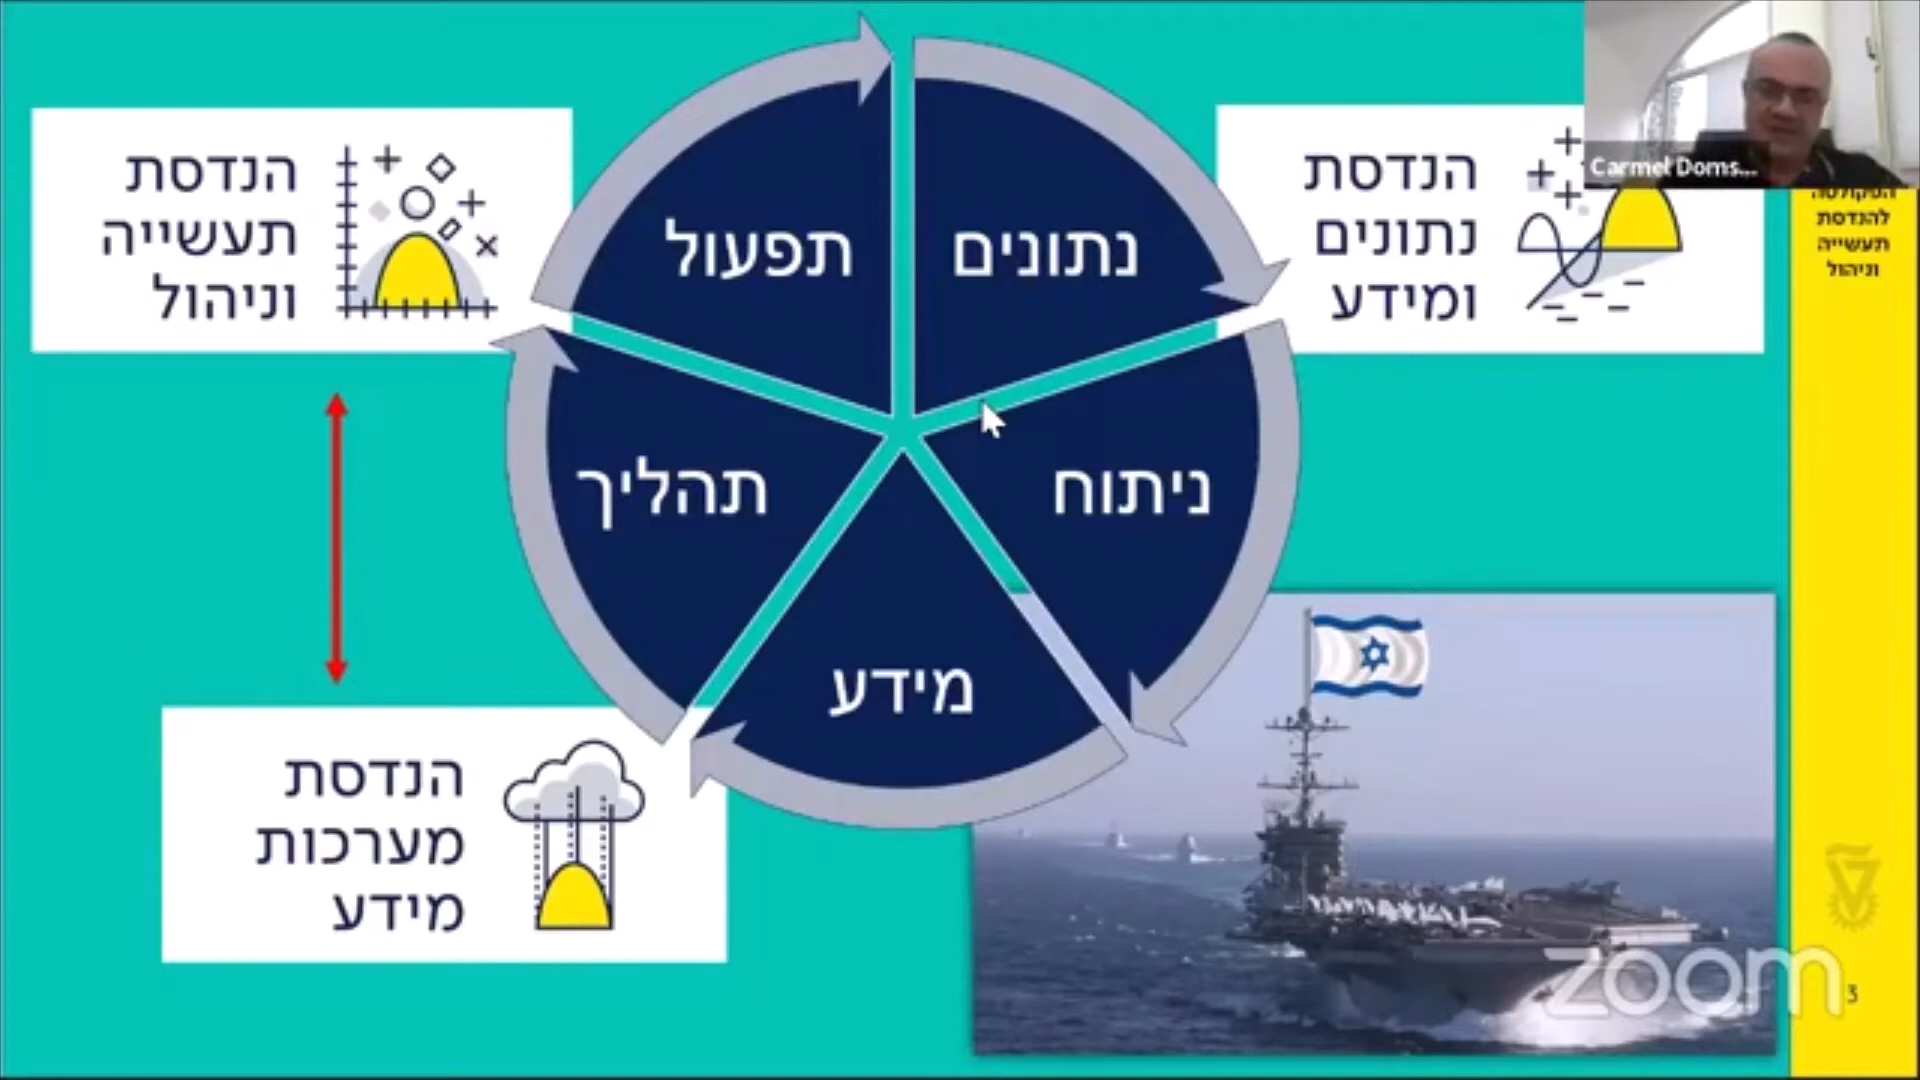 הנדסת
תעשייה
וניהול
תפעול
נתונים
הנדסת
נתונים
ומידע
Carmel Doms...
הפקולטה
להנדסת
תעשייה
וניהול
תהליך
ניתוח
מידע
הנדסת
מערכות
מידע
zoom
3